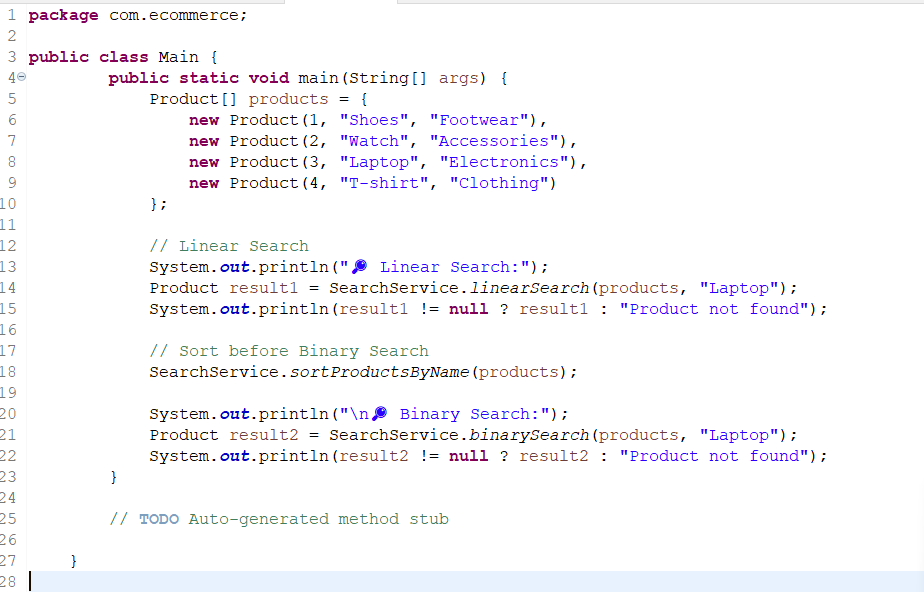 1 package com.ecommerce;
2
3 public class Main {
4 public static void main(String[] args) {
5 Product[] products = {
6 new Product(1, "Shoes", "Footwear"),
7 new Product(2, "Watch", "Accessories"),
8 new Product(3, "Laptop", "Electronics"),
9 new Product(4, "T-shirt", "Clothing")
10 };
11
12 // Linear Search
13 System.out.println("🔎 Linear Search:");
14 Product result1 = SearchService.linearSearch(products, "Laptop");
15 System.out.println(result1 != null ? result1 : "Product not found");
16
17 // Sort before Binary Search
18 SearchService.sortProductsByName(products);
19
20 System.out.println("\n🔎 Binary Search:");
21 Product result2 = SearchService.binarySearch(products, "Laptop");
22 System.out.println(result2 != null ? result2 : "Product not found");
23 }
24
25 // TODO Auto-generated method stub
26
27 }
28